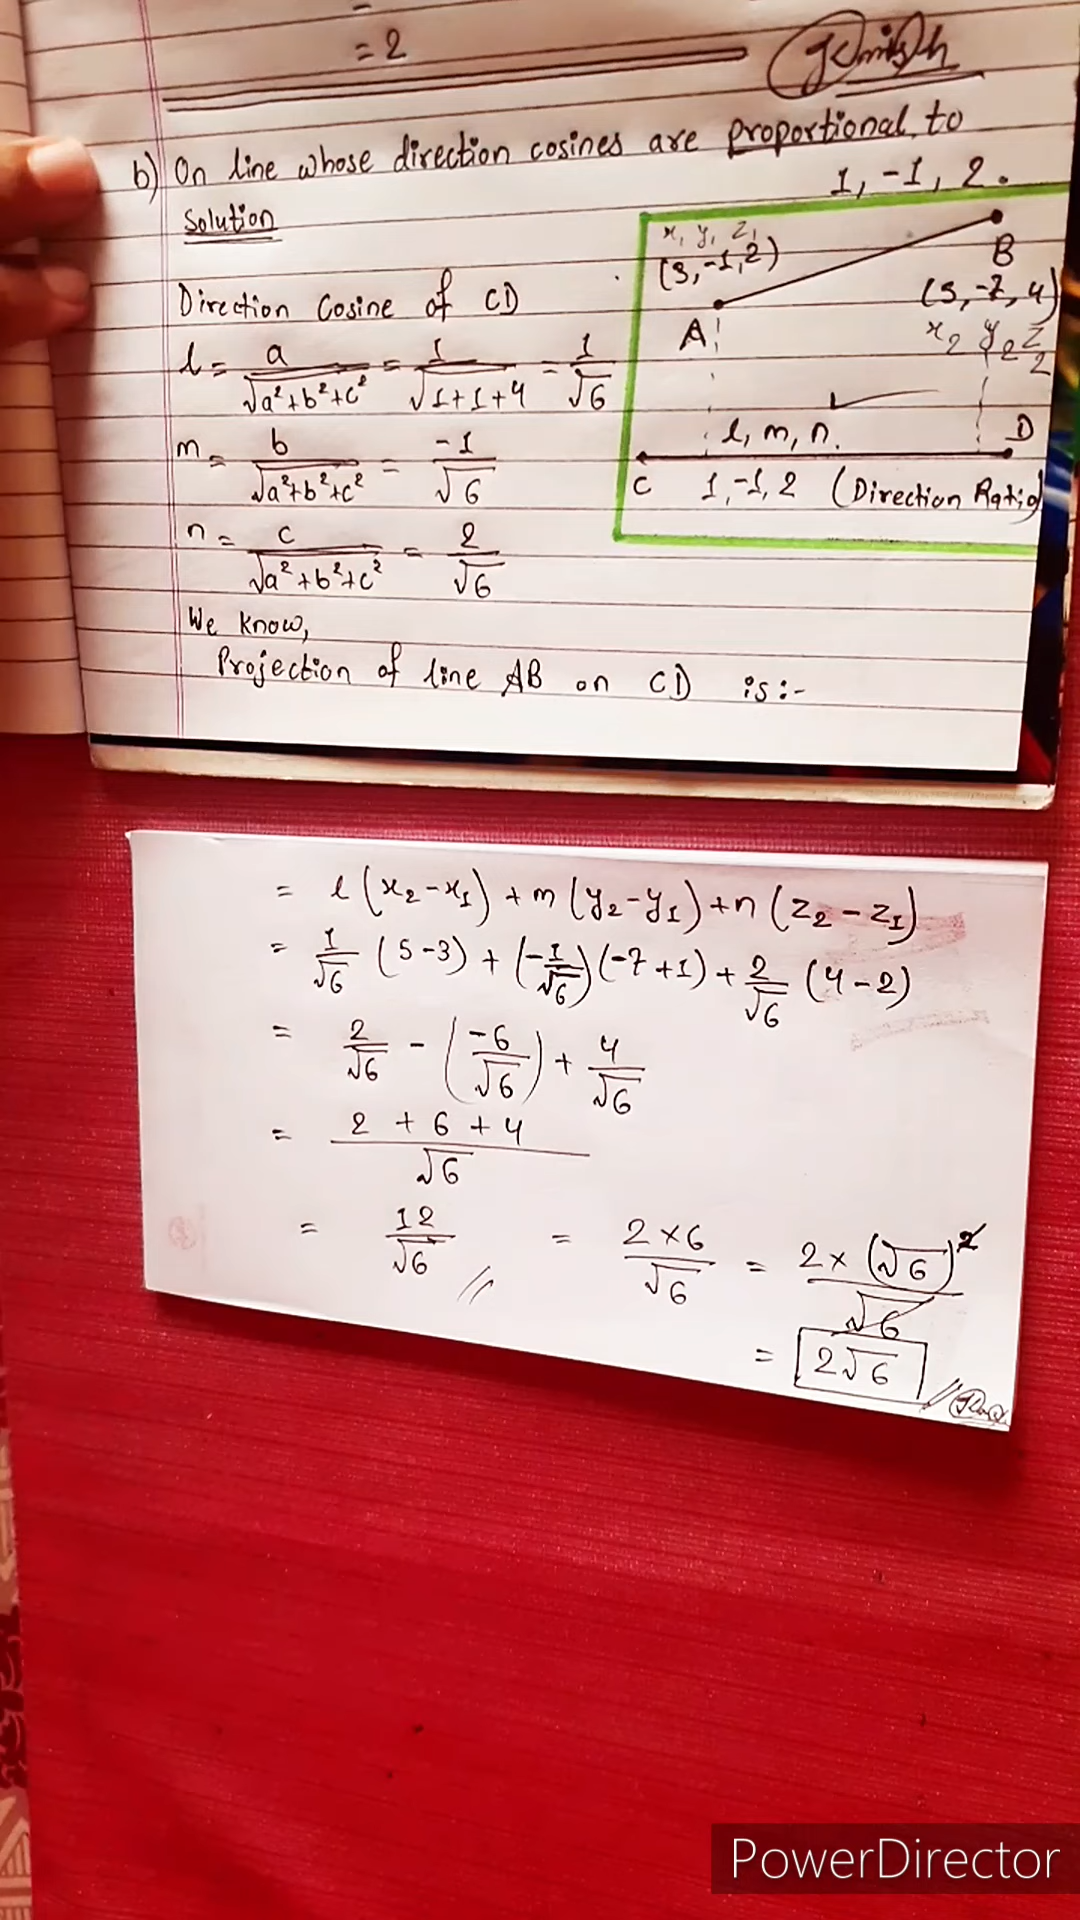 = 2
b) On line whose direction cosines are proportional to
1, -1, 2.
Solution
Direction Cosine of CD
l = a/√a²+b²+c² = 1/√1+1+4 = 1/√6
m = b/√a²+b²+c² = -1/√6
n = c/√a²+b²+c² = 2/√6
We know,
Projection of line AB on CD is:-
x₁ y₁ z₁
(3, -1, 2)
A
B
(5, -7, 4)
x₂ y₂ z₂
l, m, n.
D
C 1, -1, 2 (Direction Ratio)
= l(x₂-x₁) + m(y₂-y₁) + n(z₂-z₁)
= 1/√6 (5-3) + (-1/√6)(-7+1) + 2/√6 (4-2)
= 2/√6 - (-6/√6) + 4/√6
= 2 + 6 + 4/√6
= 12/√6 // = 2×6/√6 = 2×(√6)²/√6
= 2√6 //
PowerDirector